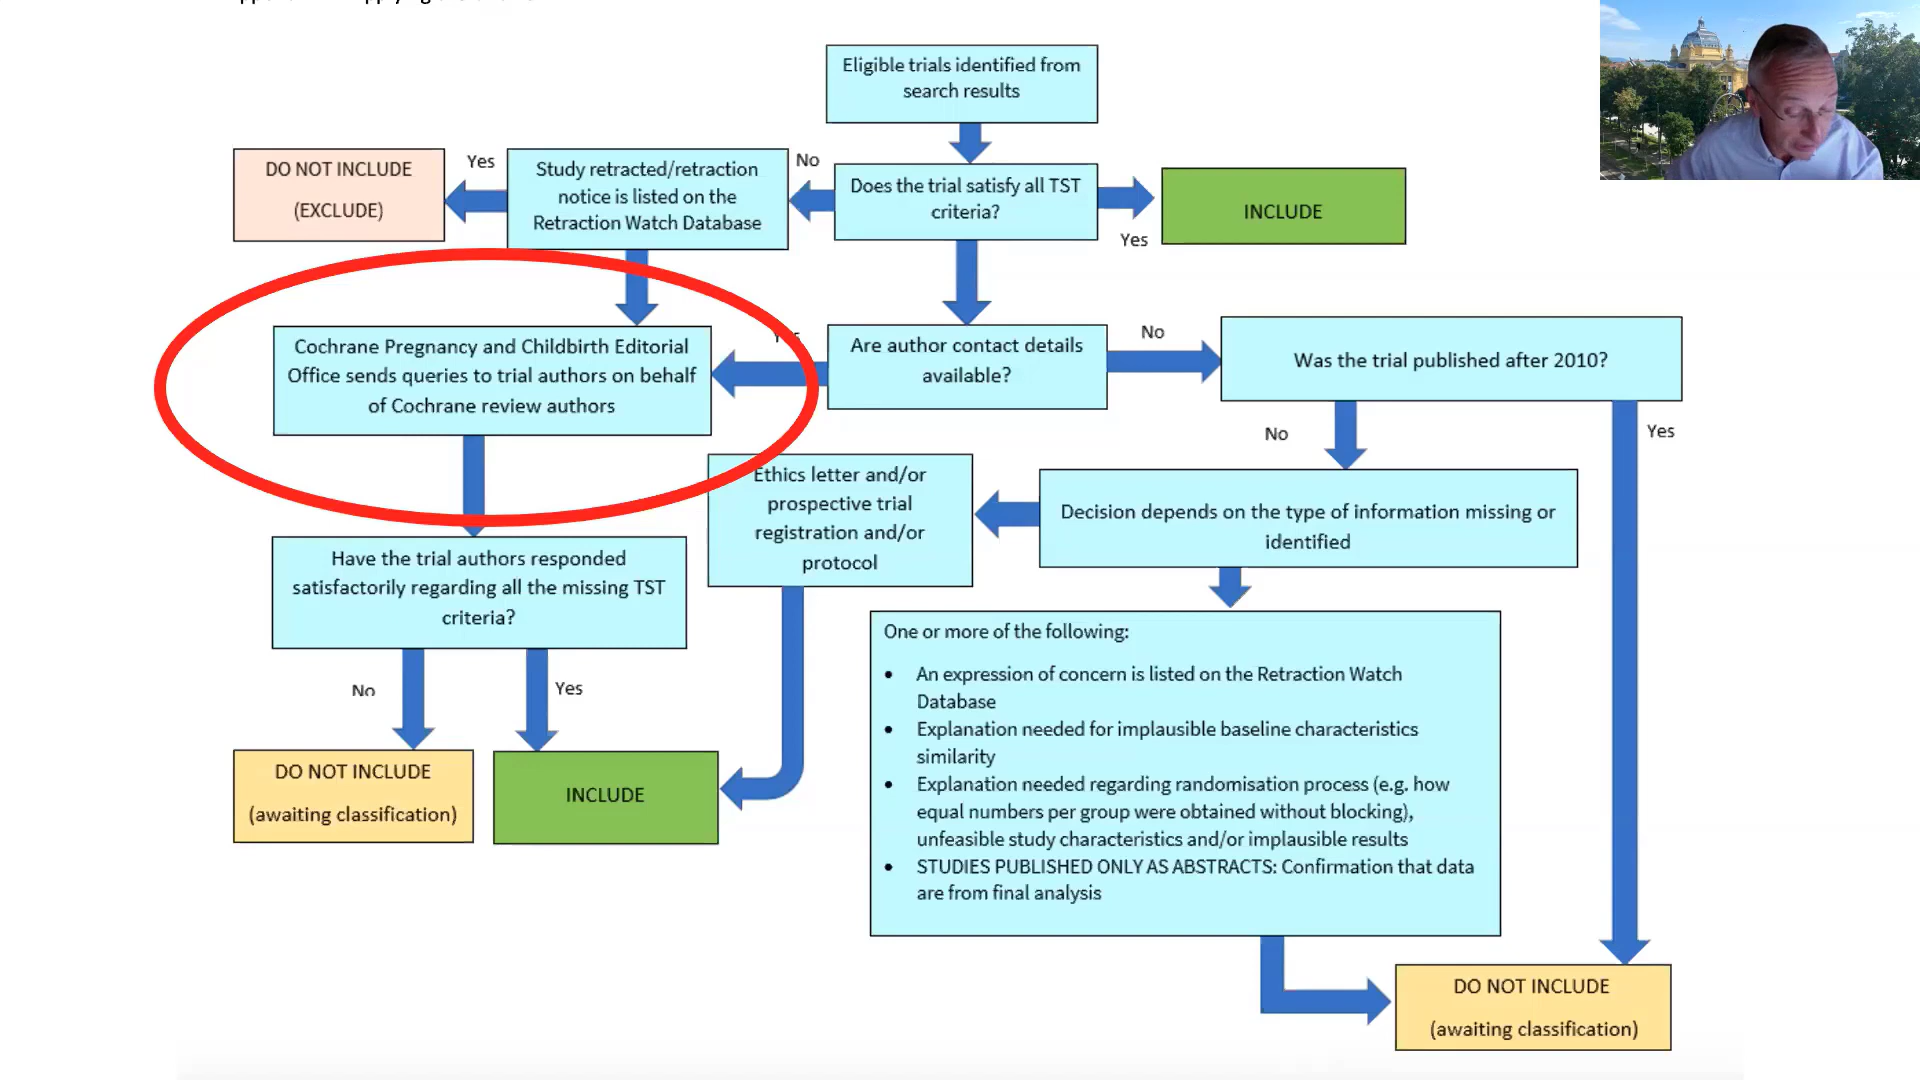 Eligible trials identified from
search results
DO NOT INCLUDE
(EXCLUDE)
Yes
Study retracted/retraction
notice is listed on the
Retraction Watch Database
No
Does the trial satisfy all TST
criteria?
Yes
INCLUDE
Cochrane Pregnancy and Childbirth Editorial
Office sends queries to trial authors on behalf
of Cochrane review authors
Yes
Are author contact details
available?
No
Was the trial published after 2010?
No
Yes
Ethics letter and/or
prospective trial
registration and/or
protocol
Decision depends on the type of information missing or
identified
Have the trial authors responded
satisfactorily regarding all the missing TST
criteria?
No
Yes
DO NOT INCLUDE
(awaiting classification)
INCLUDE
One or more of the following:
• An expression of concern is listed on the Retraction Watch
Database
• Explanation needed for implausible baseline characteristics
similarity
• Explanation needed regarding randomisation process (e.g. how
equal numbers per group were obtained without blocking),
unfeasible study characteristics and/or implausible results
• STUDIES PUBLISHED ONLY AS ABSTRACTS: Confirmation that data
are from final analysis
DO NOT INCLUDE
(awaiting classification)